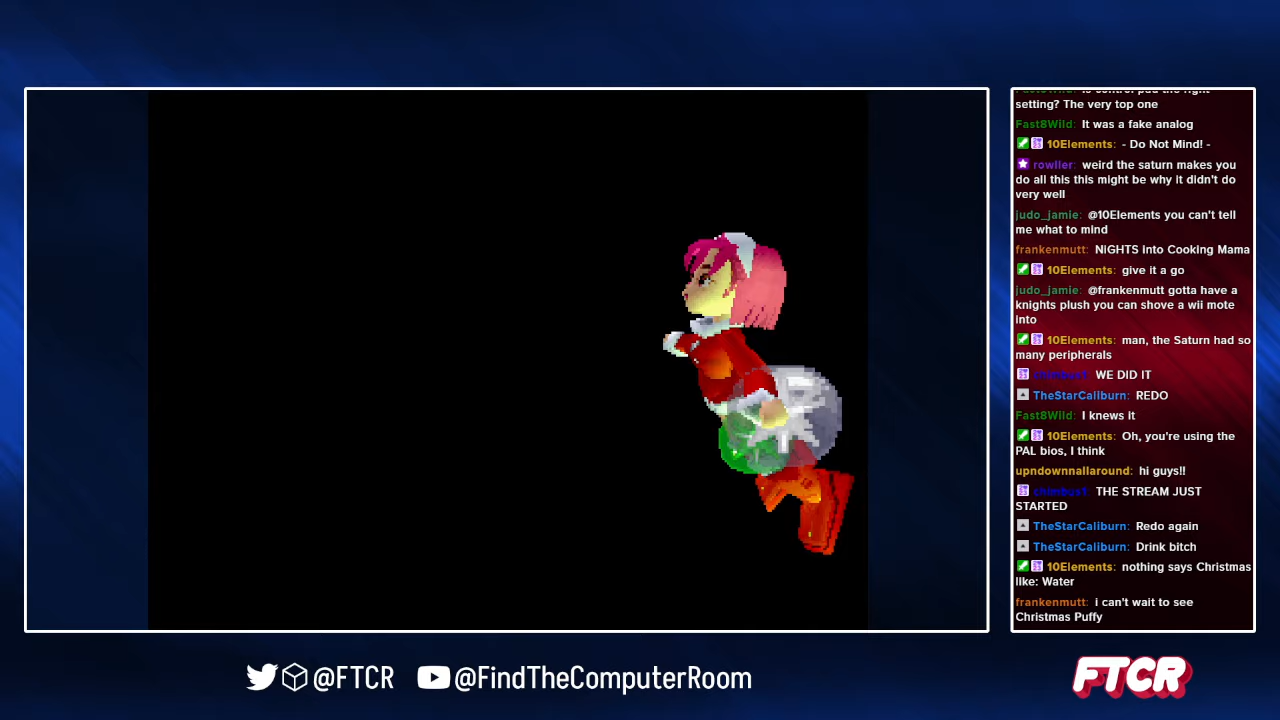 setting? The very top one
Fast8Wild: It was a fake analog
10Elements: - Do Not Mind! -
rowller: weird the saturn makes you
do all this this might be why it didn't do
very well
judo_jamie: @10Elements you can't tell
me what to mind
frankenmutt: NIGHTS Into Cooking Mama
10Elements: give it a go
judo_jamie: @frankenmutt gotta have a
knights plush you can shove a wii mote
into
10Elements: man, the Saturn had so
many peripherals
WE DID IT
TheStarCaliburn: REDO
Fast8Wild: I knews it
10Elements: Oh, you're using the
PAL bios, I think
upndownnallaround: hi guys!!
THE STREAM JUST
STARTED
TheStarCaliburn: Redo again
TheStarCaliburn: Drink bitch
10Elements: nothing says Christmas
like: Water
frankenmutt: i can't wait to see
Christmas Puffy
@FTCR @FindTheComputerRoom
FTCR